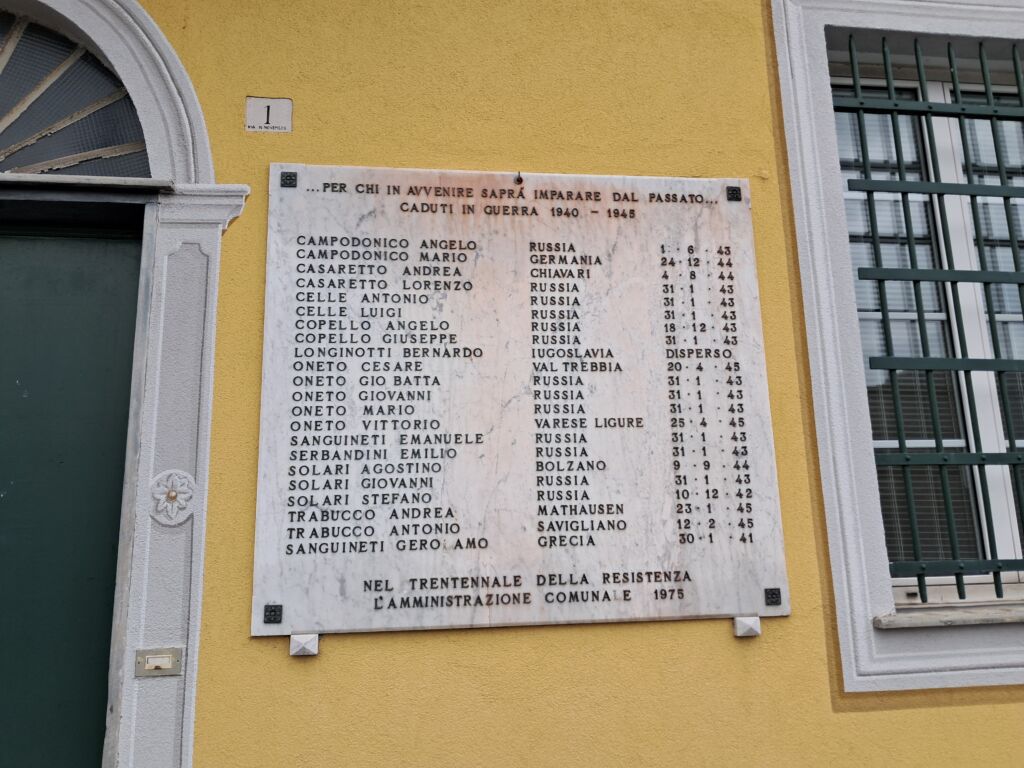 1
...PER CHI IN AVVENIRE SAPRÁ IMPARARE DAL PASSATO...
CADUTI IN GUERRA 1940 - 1945
CAMPODONICO ANGELO RUSSIA 1 · 6 · 43
CAMPODONICO MARIO GERMANIA 24 · 12 · 44
CASARETTO ANDREA CHIAVARI 4 · 8 · 44
CASARETTO LORENZO RUSSIA 31 · 1 · 43
CELLE ANTONIO RUSSIA 31 · 1 · 43
CELLE LUIGI RUSSIA 31 · 1 · 43
COPELLO ANGELO RUSSIA 18 · 12 · 43
COPELLO GIUSEPPE RUSSIA 31 · 1 · 43
LONGINOTTI BERNARDO IUGOSLAVIA DISPERSO
ONETO CESARE VAL TREBBIA 20 · 4 · 45
ONETO GIO BATTA RUSSIA 31 · 1 · 43
ONETO GIOVANNI RUSSIA 31 · 1 · 43
ONETO MARIO RUSSIA 31 · 1 · 43
ONETO VITTORIO VARESE LIGURE 25 · 4 · 45
SANGUINETI EMANUELE RUSSIA 31 · 1 · 43
SERBANDINI EMILIO RUSSIA 31 · 1 · 43
SOLARI AGOSTINO BOLZANO 9 · 9 · 44
SOLARI GIOVANNI RUSSIA 31 · 1 · 43
SOLARI STEFANO RUSSIA 10 · 12 · 42
TRABUCCO ANDREA MATHAUSEN 23 · 1 · 45
TRABUCCO ANTONIO SAVIGLIANO 12 · 2 · 45
SANGUINETI GERO AMO GRECIA 30 · 1 · 41
NEL TRENTENNALE DELLA RESISTENZA
L'AMMINISTRAZIONE COMUNALE 1975